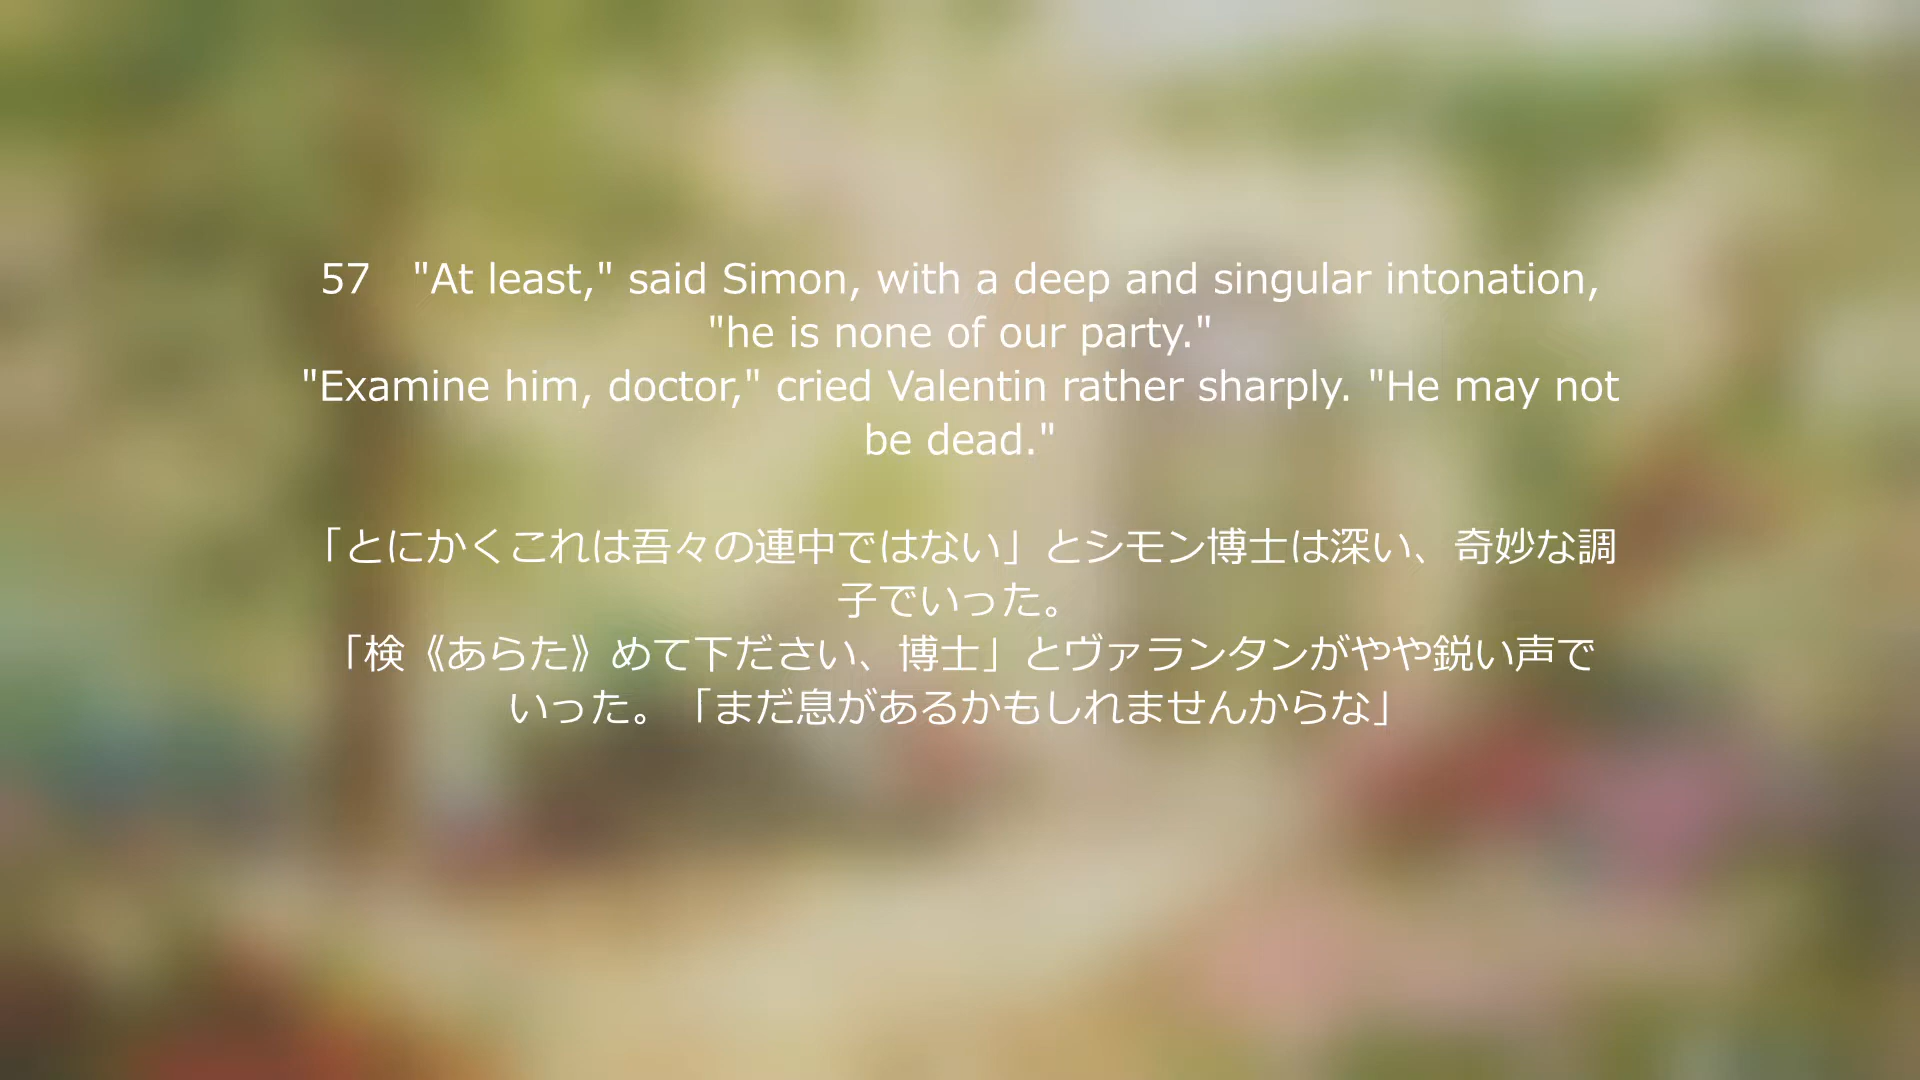 57　"At least," said Simon, with a deep and singular intonation,
"he is none of our party."
"Examine him, doctor," cried Valentin rather sharply. "He may not
be dead."
「とにかくこれは吾々の連中ではない」とシモン博士は深い、奇妙な調
子でいった。
「検《あらた》めて下ださい、博士」とヴァランタンがやや鋭い声で
いった。「まだ息があるかもしれませんからな」